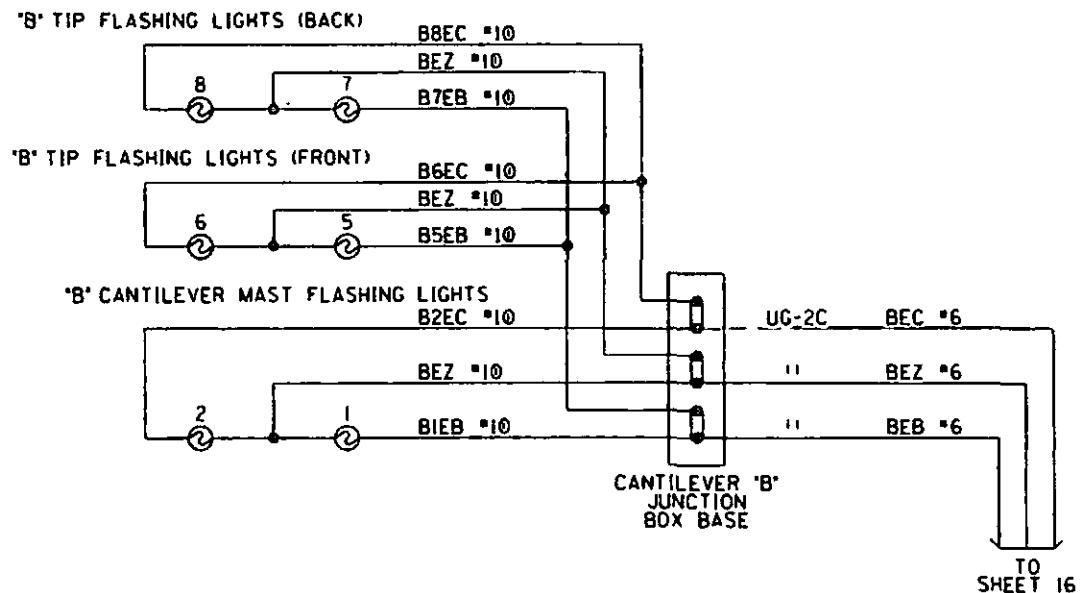 "B" TIP FLASHING LIGHTS (BACK)
B8EC #10
BEZ #10
8
7
B7EB #10
"B" TIP FLASHING LIGHTS (FRONT)
B6EC #10
BEZ #10
6
5
B5EB #10
"B" CANTILEVER MAST FLASHING LIGHTS
B2EC #10
UG-2C
BEC #6
BEZ #10
"
BEZ #6
2
1
B1EB #10
"
BEB #6
CANTILEVER "B"
JUNCTION
BOX BASE
TO
SHEET 16